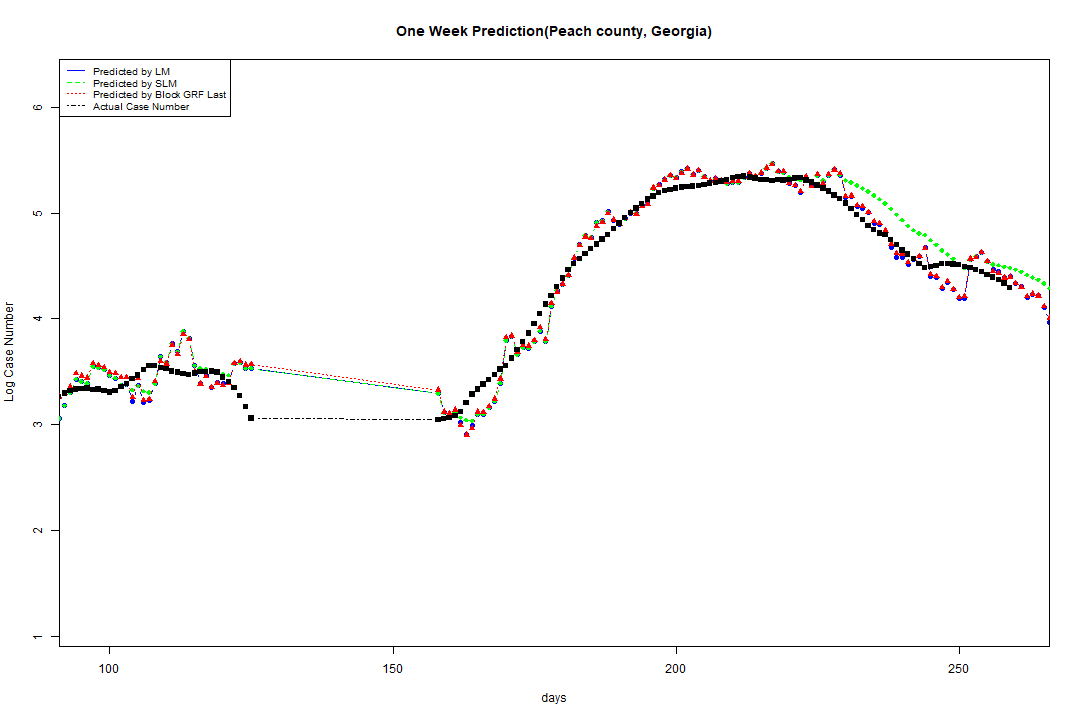 One Week Prediction(Peach county, Georgia)
Predicted by LM
Predicted by SLM
Predicted by Block GRF Last
Actual Case Number
6
5
4
3
2
1
Log Case Number
100 150 200 250
days